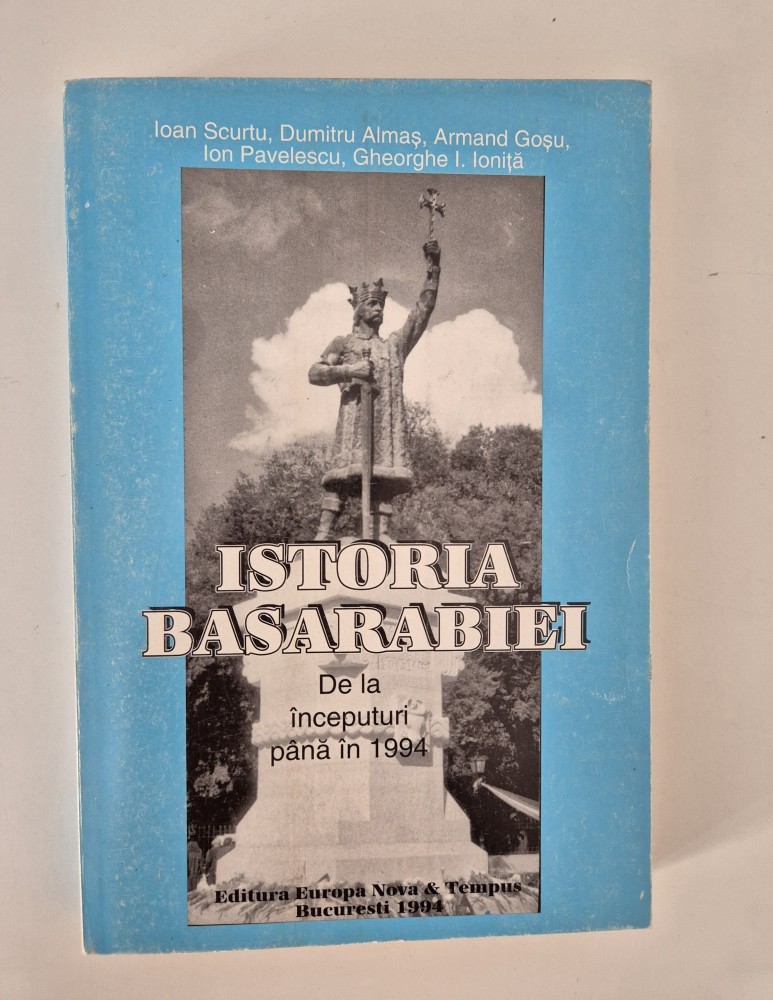 Ioan Scurtu, Dumitru Almaş, Armand Goşu,
Ion Pavelescu, Gheorghe I. Ioniţă
ISTORIA
BASARABIEI
De la
începuturi
până în 1994
Editura Europa Nova & Tempus
Bucuresti 1994